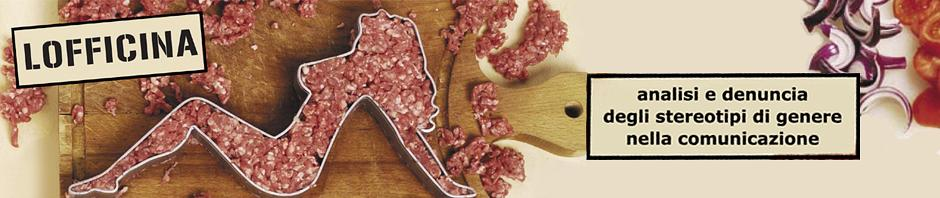 LOFFICINA
analisi e denuncia
degli stereotipi di genere
nella comunicazione